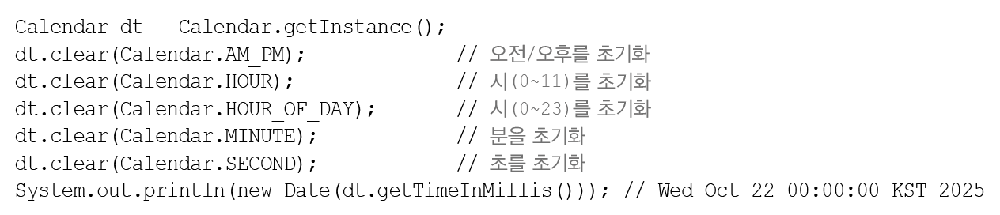 Calendar dt = Calendar.getInstance();
dt.clear(Calendar.AM_PM); // 오전/오후를 초기화
dt.clear(Calendar.HOUR); // 시(0~11)를 초기화
dt.clear(Calendar.HOUR_OF_DAY); // 시(0~23)를 초기화
dt.clear(Calendar.MINUTE); // 분을 초기화
dt.clear(Calendar.SECOND); // 초를 초기화
System.out.println(new Date(dt.getTimeInMillis())); // Wed Oct 22 00:00:00 KST 2025